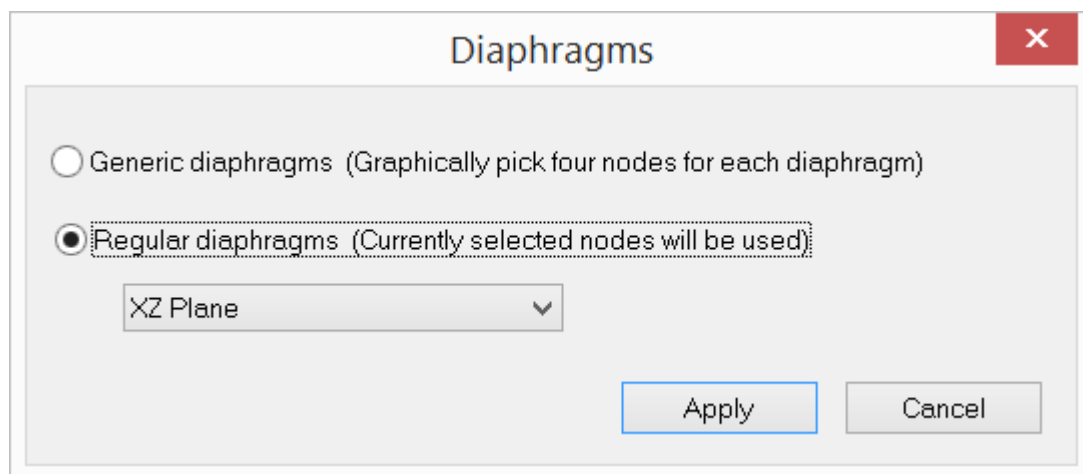 Diaphragms
Generic diaphragms (Graphically pick four nodes for each diaphragm)
Regular diaphragms (Currently selected nodes will be used)
XZ Plane
Apply Cancel